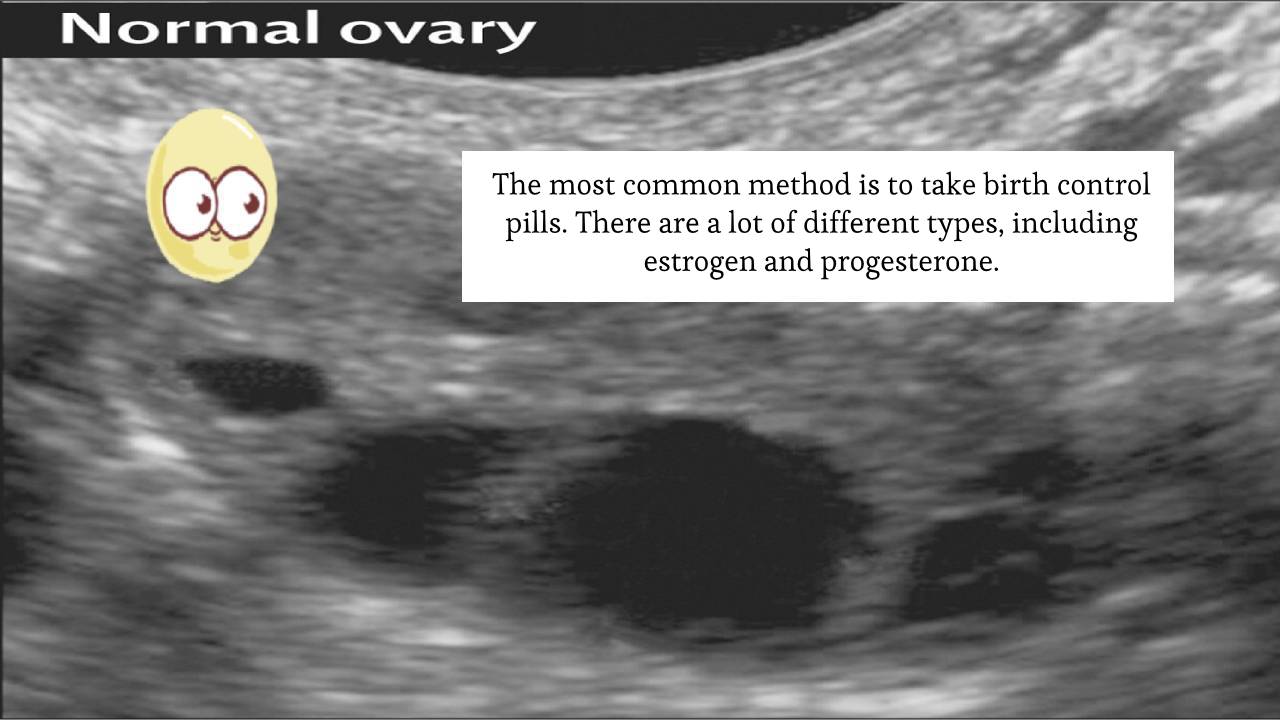 Normal ovary
The most common method is to take birth control
pills. There are a lot of different types, including
estrogen and progesterone.